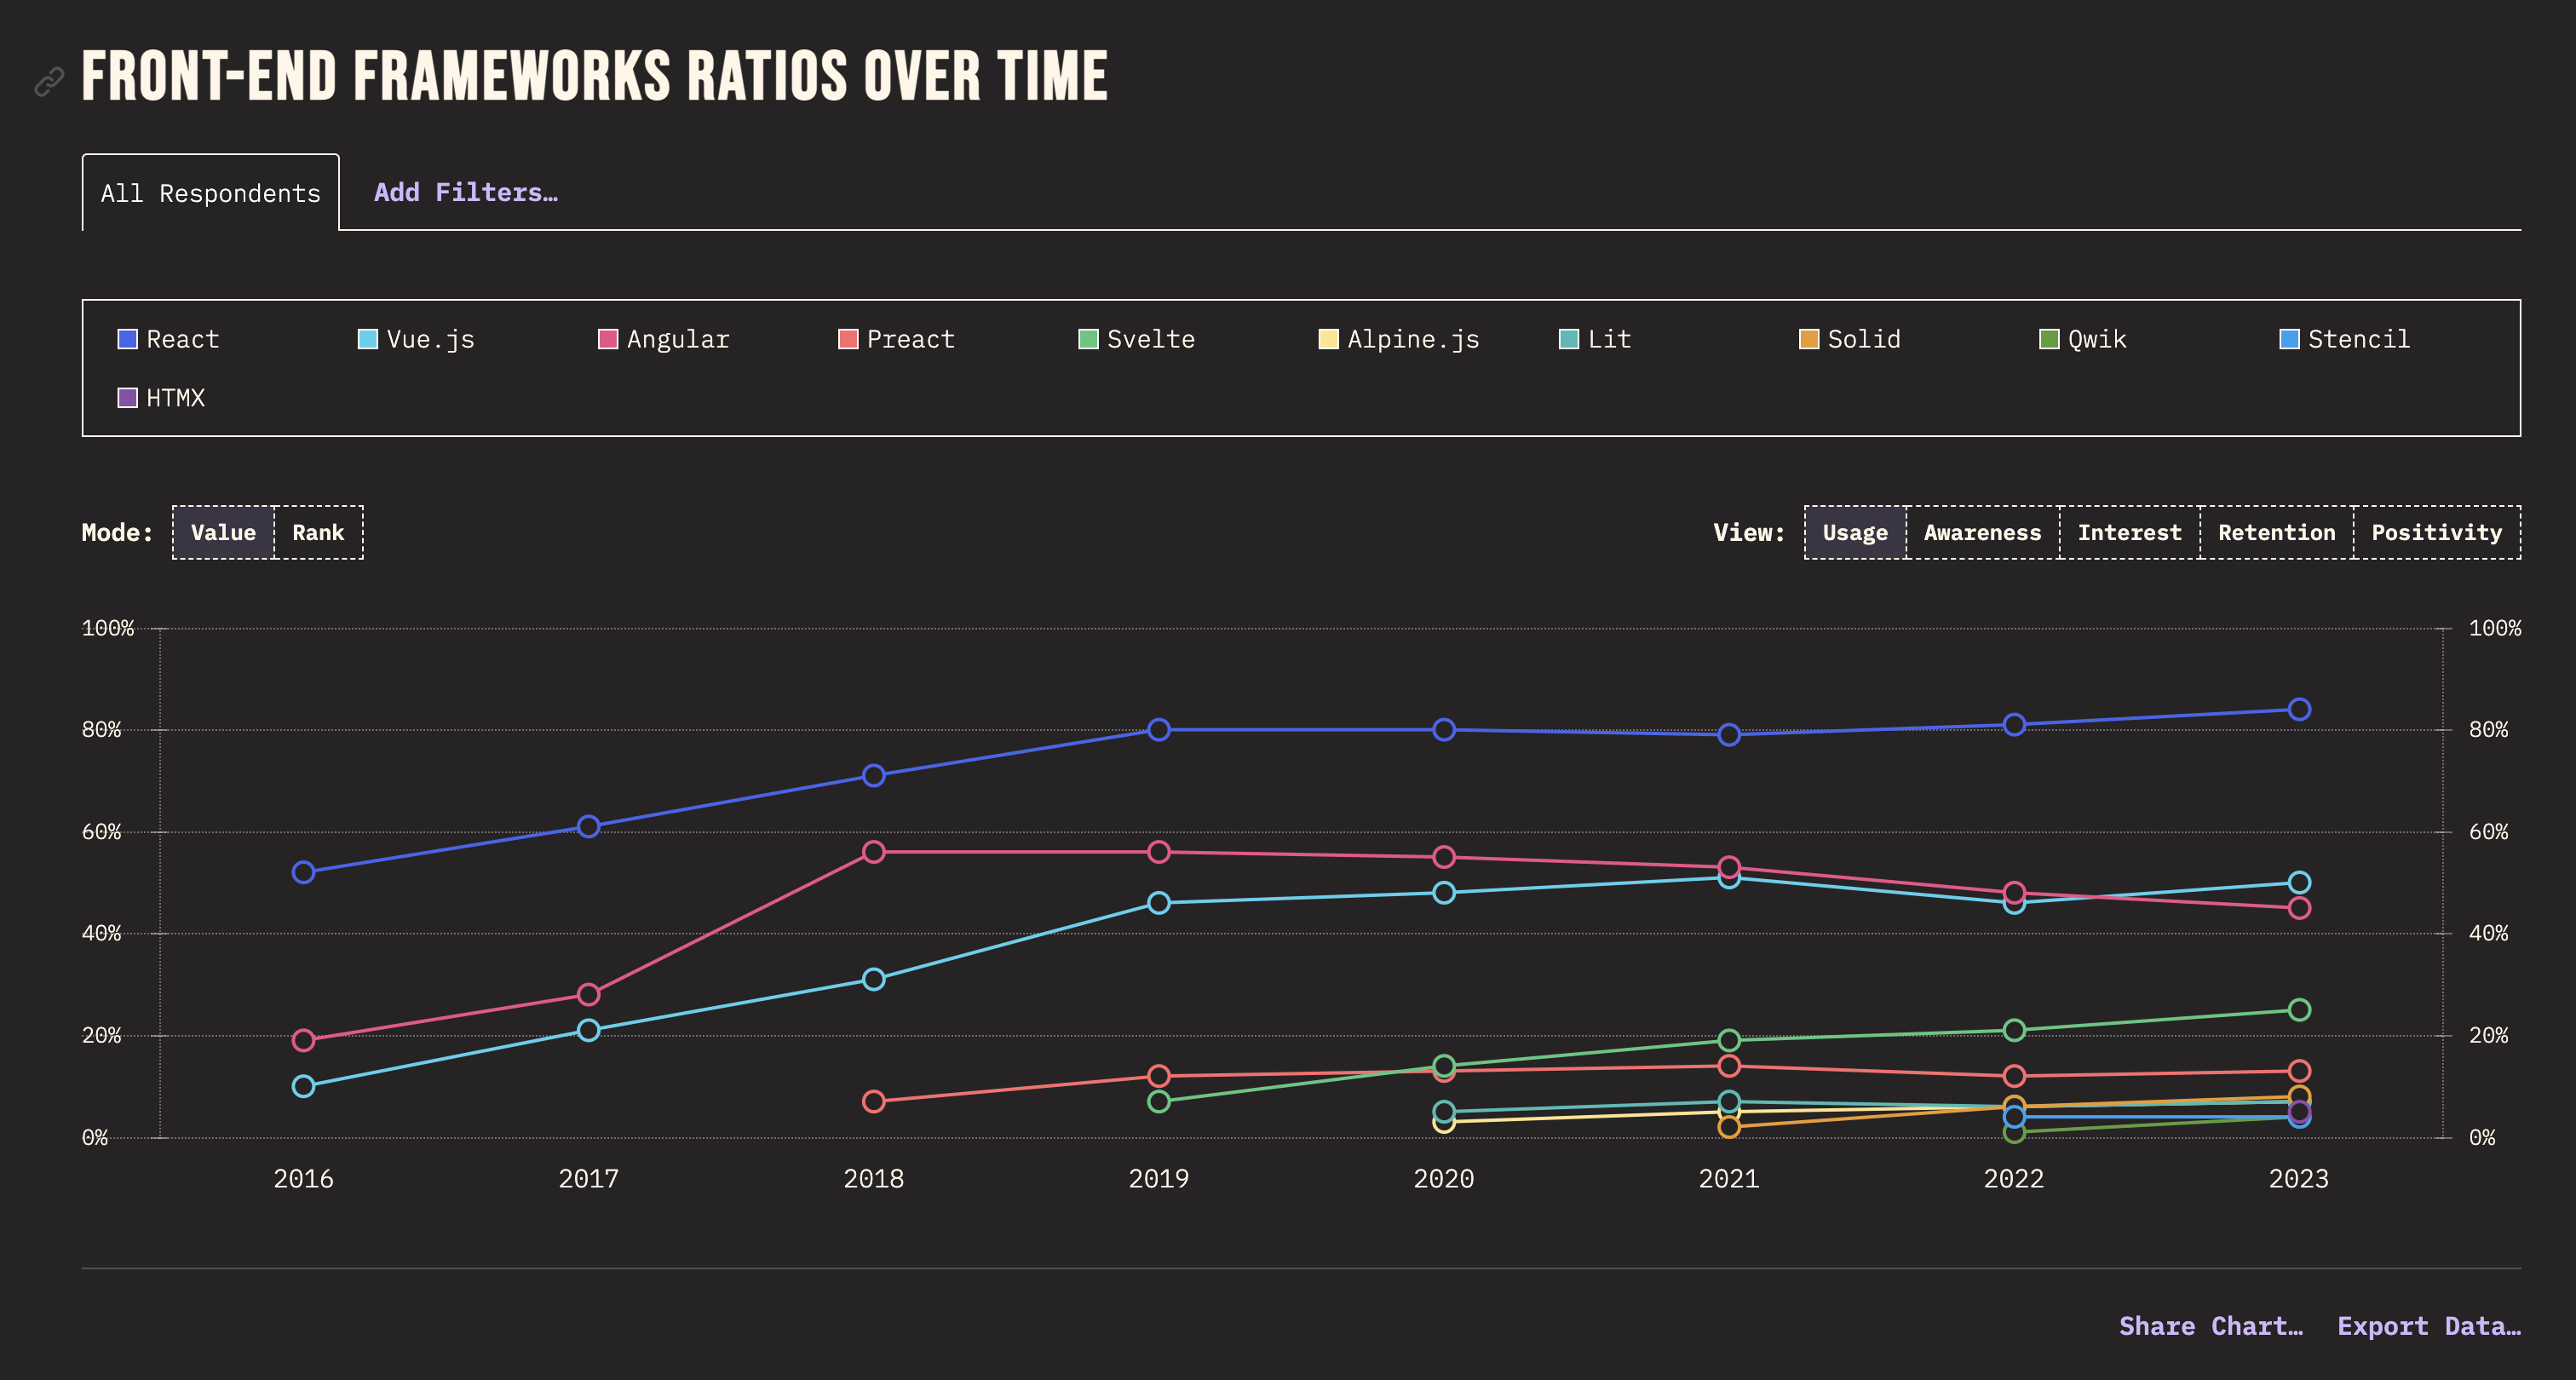 FRONT-END FRAMEWORKS RATIOS OVER TIME
All Respondents Add Filters…
React Vue.js Angular Preact Svelte Alpine.js Lit Solid Qwik Stencil
HTMX
Mode: Value Rank View: Usage Awareness Interest Retention Positivity
100% 100%
80% 80%
60% 60%
40% 40%
20% 20%
0% 0%
2016 2017 2018 2019 2020 2021 2022 2023
Share Chart… Export Data…